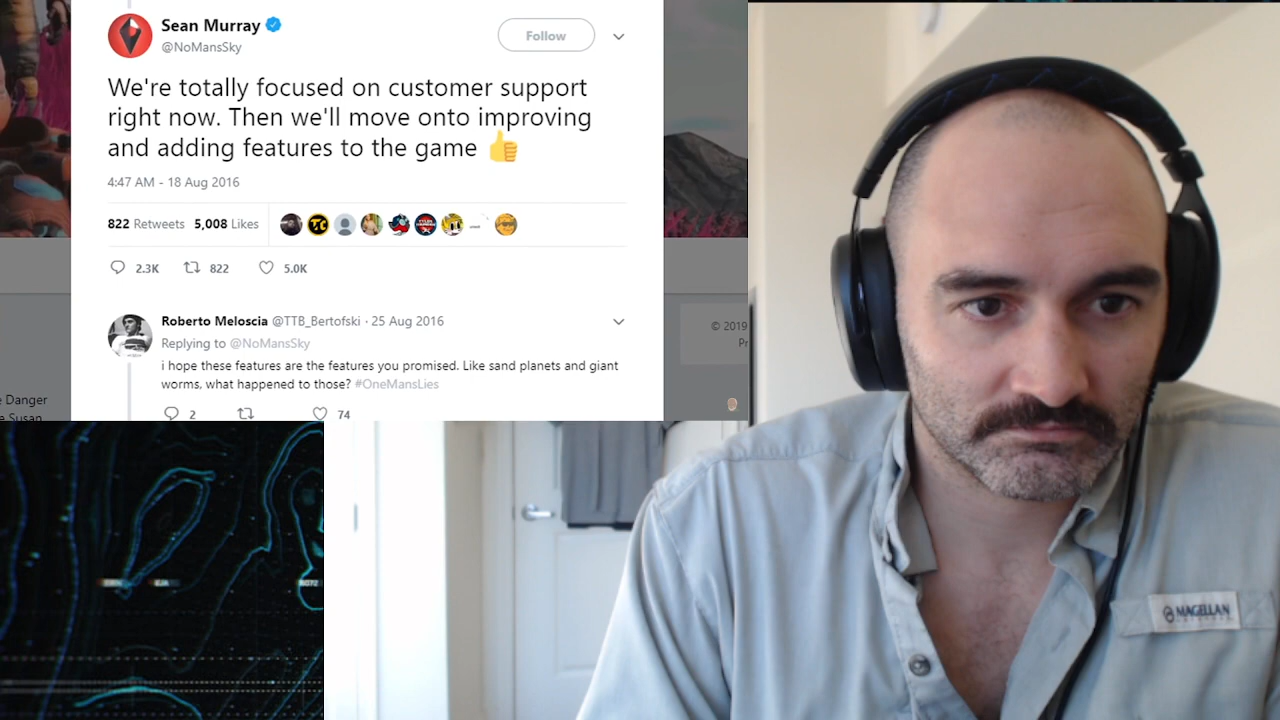 Sean Murray
@NoMansSky
Follow
We're totally focused on customer support
right now. Then we'll move onto improving
and adding features to the game 👍
4:47 AM - 18 Aug 2016
822 Retweets 5,008 Likes
2.3K 822 5.0K
Roberto Meloscia @TTB_Bertofski · 25 Aug 2016
Replying to @NoMansSky
i hope these features are the features you promised. Like sand planets and giant
worms, what happened to those? #OneMansLies
2 74
© 2019
Pr
Danger
Susan
MAGELLAN